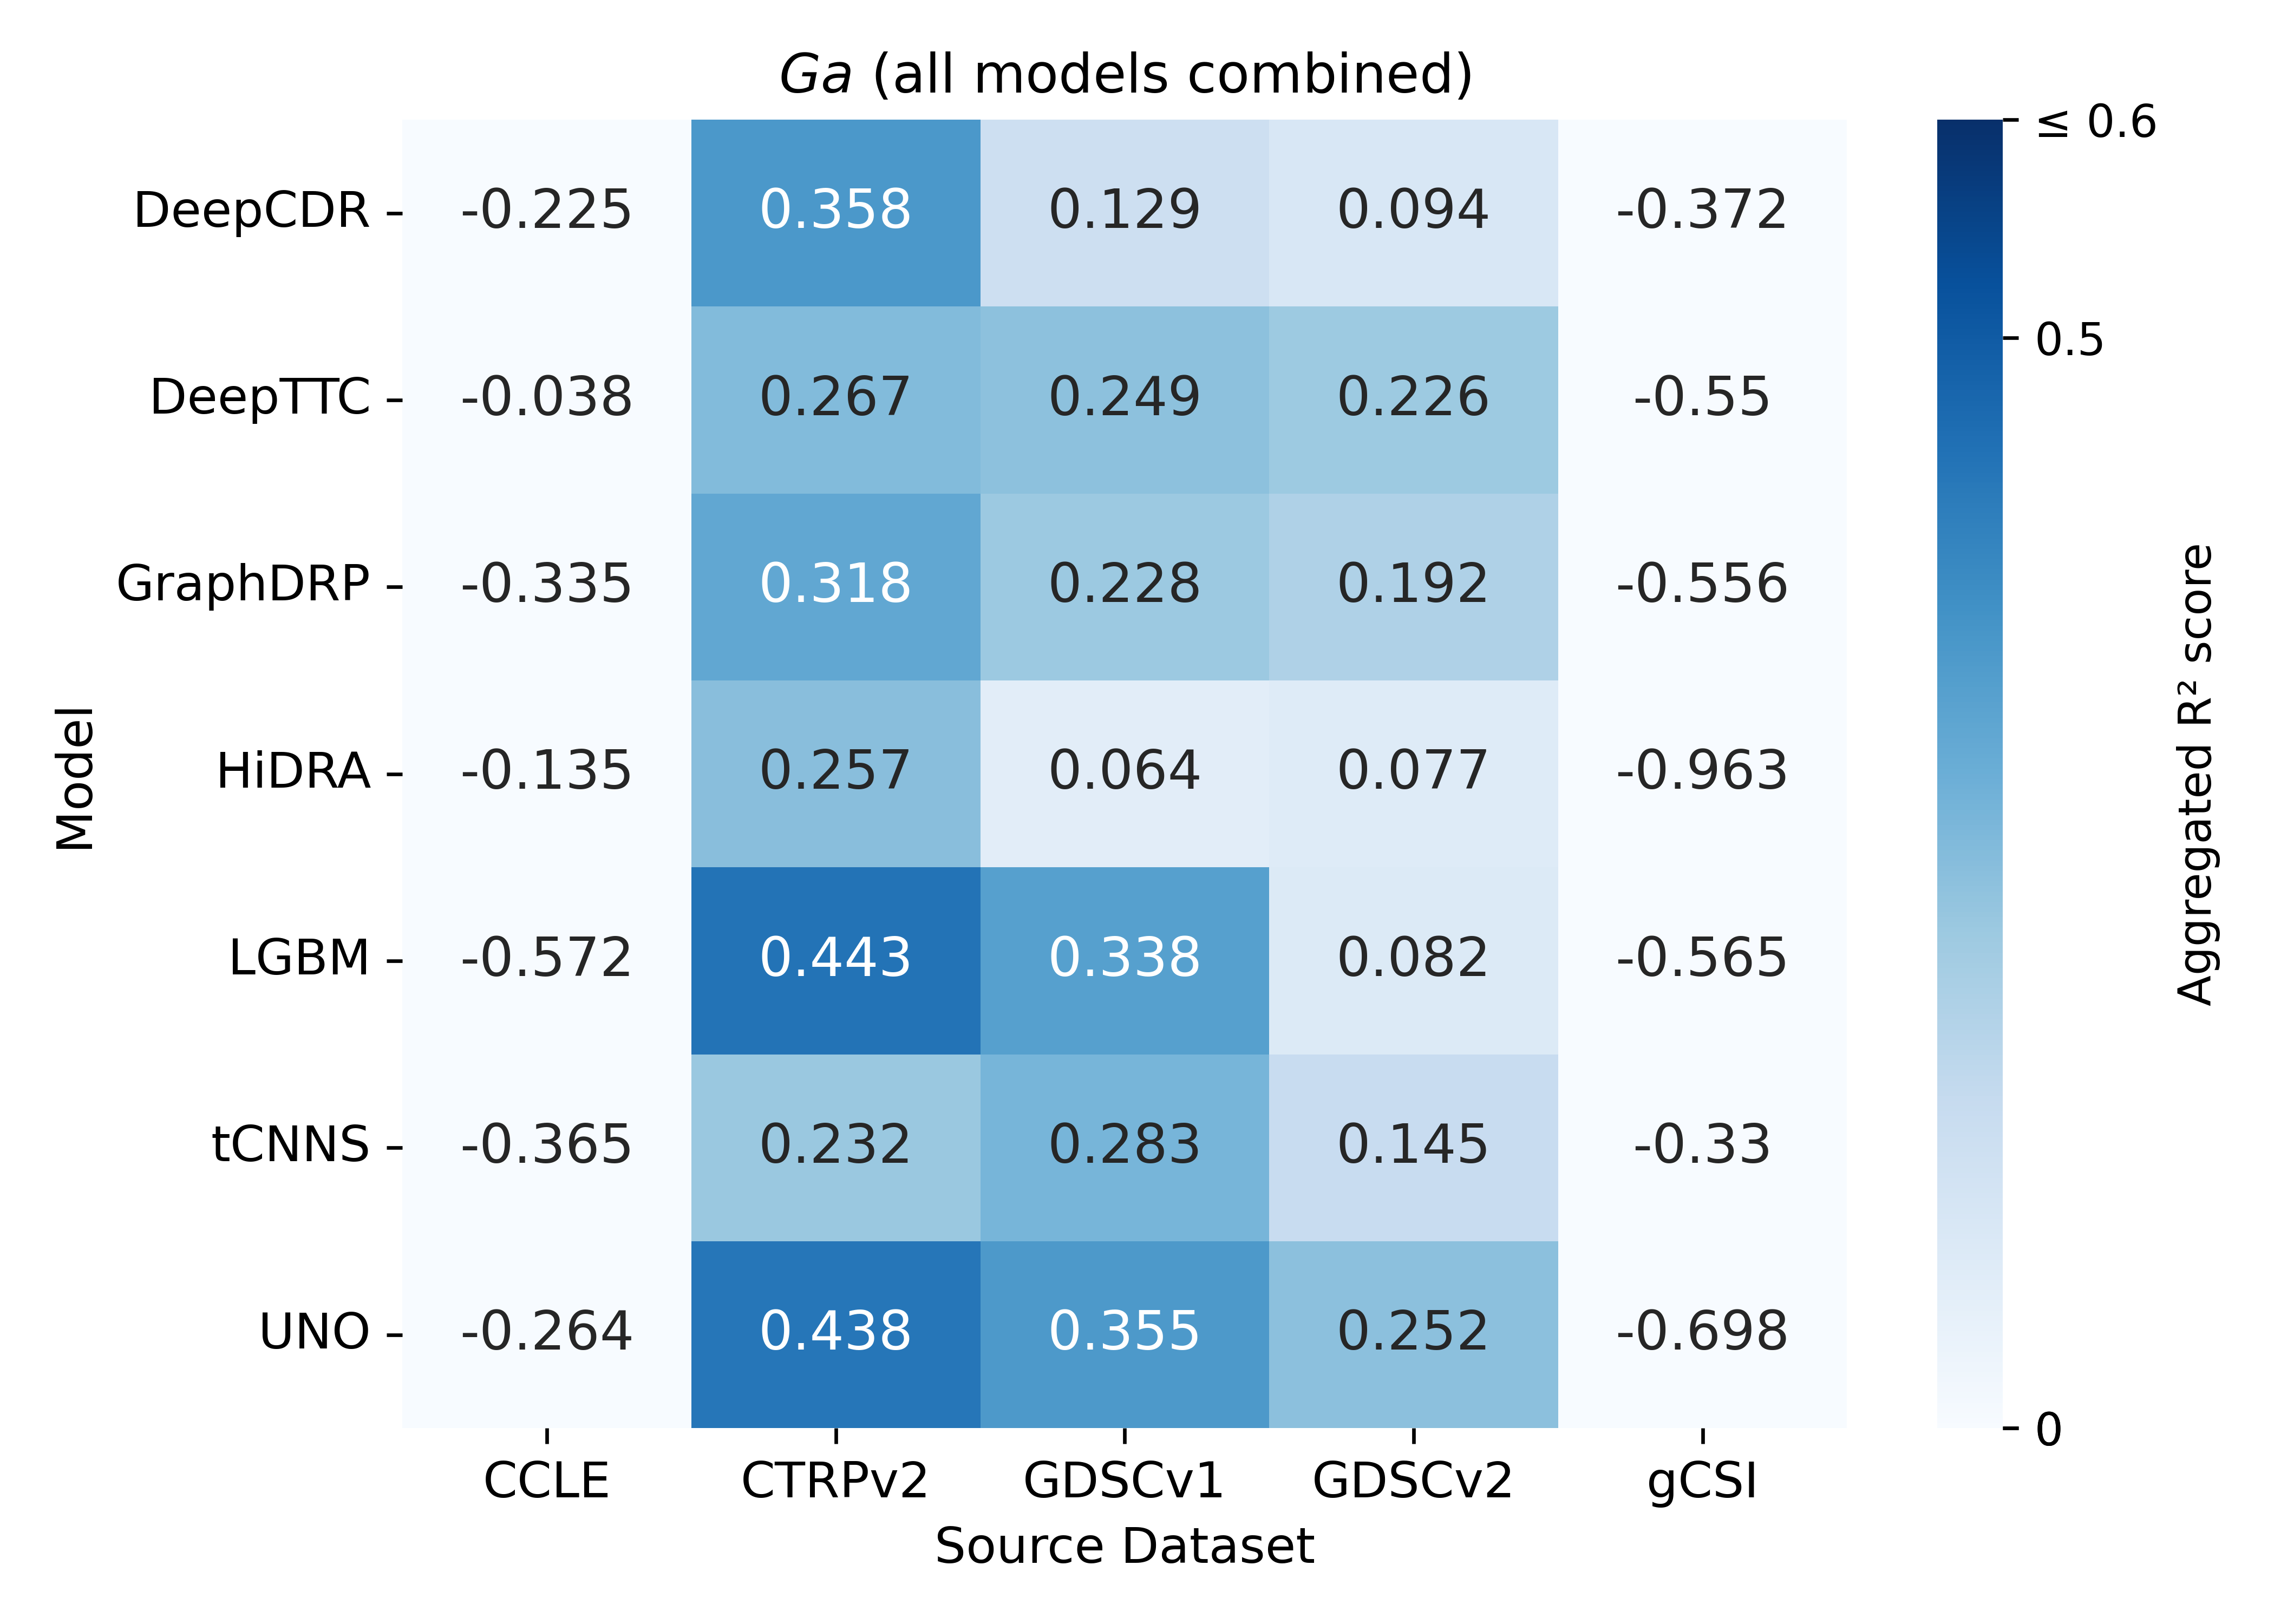 Ga (all models combined)
DeepCDR -0.225 0.358 0.129 0.094 -0.372
DeepTTC -0.038 0.267 0.249 0.226 -0.55
GraphDRP -0.335 0.318 0.228 0.192 -0.556
HiDRA -0.135 0.257 0.064 0.077 -0.963
LGBM -0.572 0.443 0.338 0.082 -0.565
tCNNS -0.365 0.232 0.283 0.145 -0.33
UNO -0.264 0.438 0.355 0.252 -0.698
CCLE CTRPv2 GDSCv1 GDSCv2 gCSI
Source Dataset
Model
≤ 0.6
0.5
0
Aggregated R² score